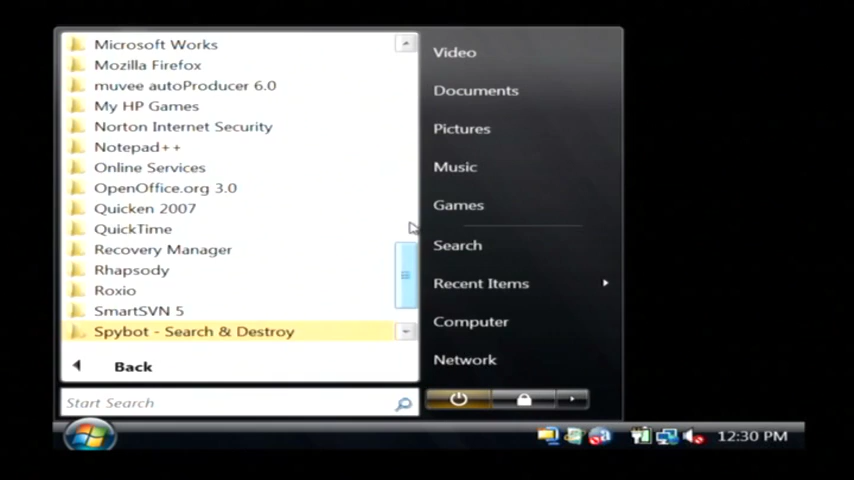 Microsoft Works
Mozilla Firefox
muvee autoProducer 6.0
My HP Games
Norton Internet Security
Notepad++
Online Services
OpenOffice.org 3.0
Quicken 2007
QuickTime
Recovery Manager
Rhapsody
Roxio
SmartSVN 5
Spybot - Search & Destroy
Back
Start Search
Video
Documents
Pictures
Music
Games
Search
Recent Items
Computer
Network
12:30 PM